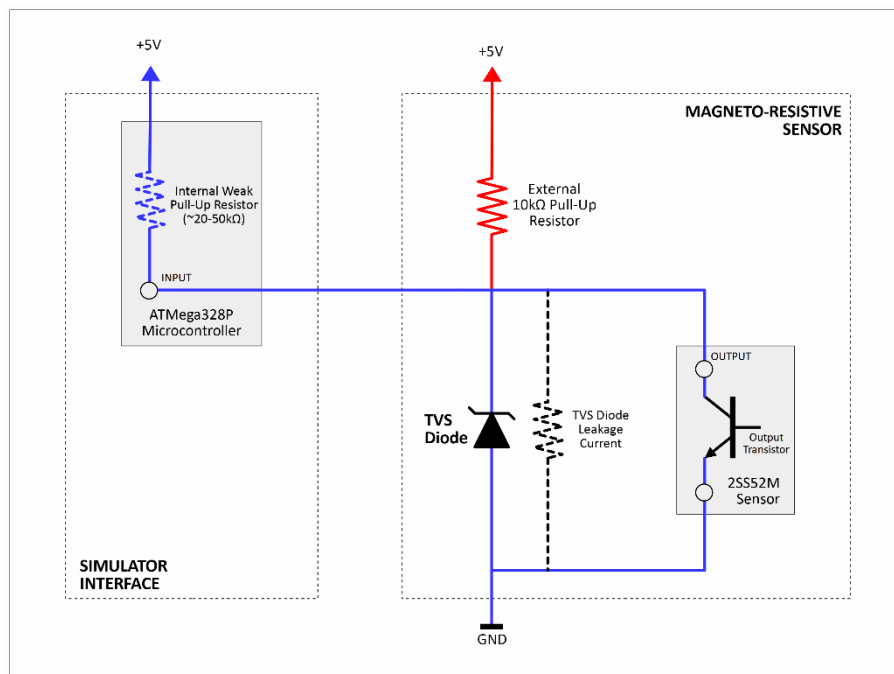 +5V
+5V
MAGNETO-RESISTIVE
SENSOR
Internal Weak
Pull-Up Resistor
(~20-50kΩ)
External
10kΩ Pull-Up
Resistor
INPUT
ATMega328P
Microcontroller
OUTPUT
TVS
Diode
TVS Diode
Leakage
Current
Output
Transistor
2SS52M
Sensor
SIMULATOR
INTERFACE
GND